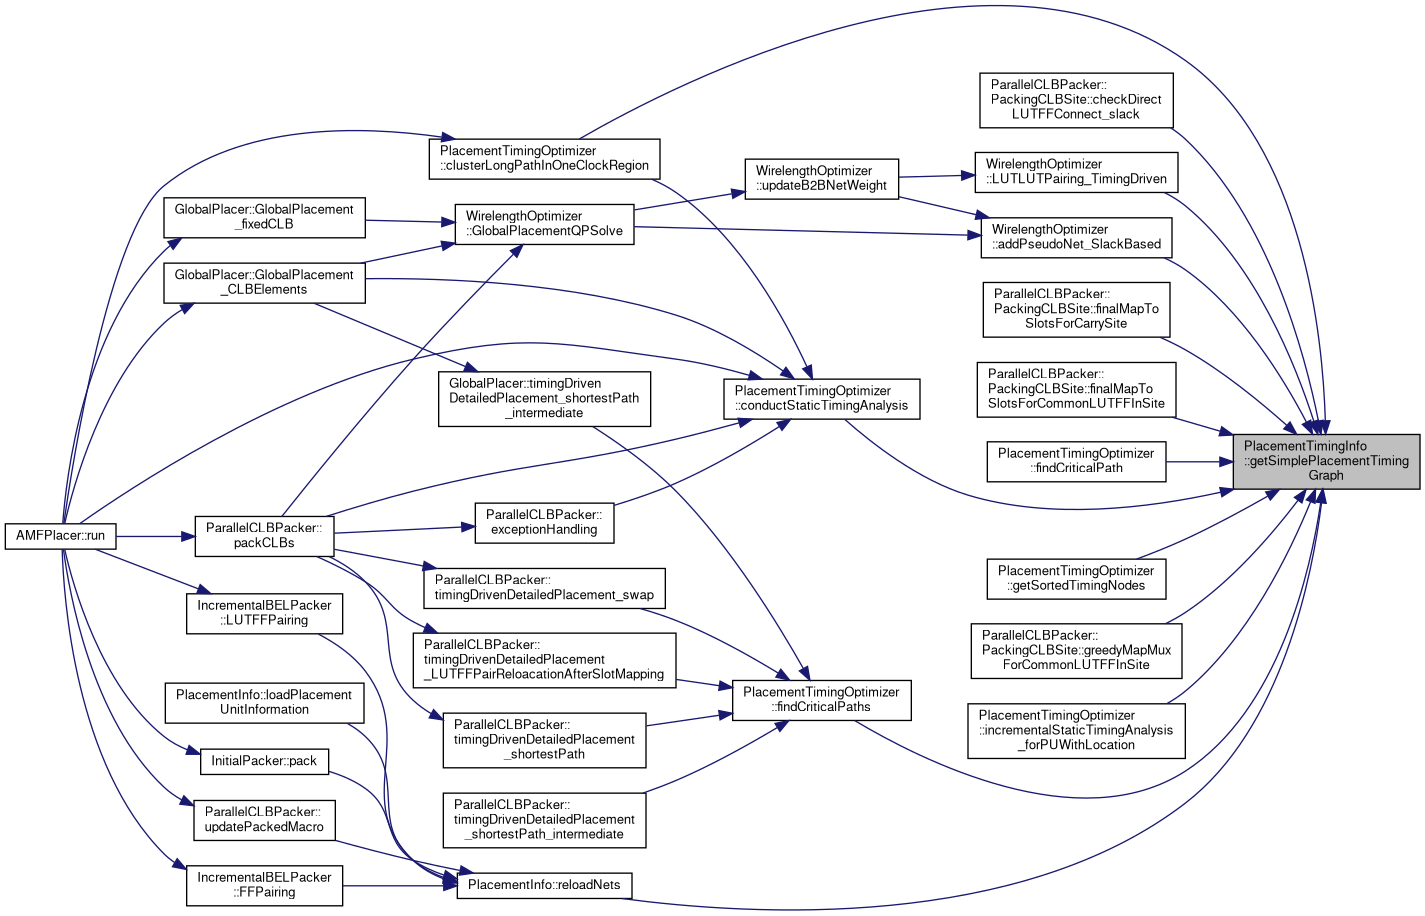 ParallelCLBPacker::
PackingCLBSite::checkDirect
LUTFFConnect_slack
PlacementTimingOptimizer
::clusterLongPathInOneClockRegion
WirelengthOptimizer
::updateB2BNetWeight
WirelengthOptimizer
::LUTLUTPairing_TimingDriven
GlobalPlacer::GlobalPlacement
_fixedCLB
WirelengthOptimizer
::GlobalPlacementQPSolve
WirelengthOptimizer
::addPseudoNet_SlackBased
GlobalPlacer::GlobalPlacement
_CLBElements
ParallelCLBPacker::
PackingCLBSite::finalMapTo
SlotsForCarrySite
GlobalPlacer::timingDriven
DetailedPlacement_shortestPath
_intermediate
PlacementTimingOptimizer
::conductStaticTimingAnalysis
ParallelCLBPacker::
PackingCLBSite::finalMapTo
SlotsForCommonLUTFFInSite
PlacementTimingInfo
::getSimplePlacementTiming
Graph
PlacementTimingOptimizer
::findCriticalPath
AMFPlacer::run
ParallelCLBPacker::
packCLBs
ParallelCLBPacker::
exceptionHandling
PlacementTimingOptimizer
::getSortedTimingNodes
ParallelCLBPacker::
timingDrivenDetailedPlacement_swap
IncrementalBELPacker
::LUTFFPairing
ParallelCLBPacker::
timingDrivenDetailedPlacement
_LUTFFPairReloacationAfterSlotMapping
ParallelCLBPacker::
PackingCLBSite::greedyMapMux
ForCommonLUTFFInSite
PlacementInfo::loadPlacement
UnitInformation
PlacementTimingOptimizer
::findCriticalPaths
ParallelCLBPacker::
timingDrivenDetailedPlacement
_shortestPath
PlacementTimingOptimizer
::incrementalStaticTimingAnalysis
_forPUWithLocation
InitialPacker::pack
ParallelCLBPacker::
updatePackedMacro
ParallelCLBPacker::
timingDrivenDetailedPlacement
_shortestPath_intermediate
IncrementalBELPacker
::FFPairing
PlacementInfo::reloadNets